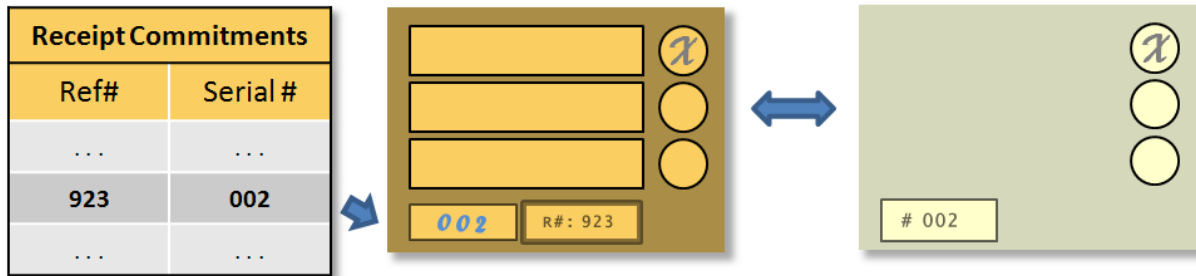 Receipt Commitments
Ref# Serial #
... ...
923 002
... ...
X
002 R#: 923
X
# 002